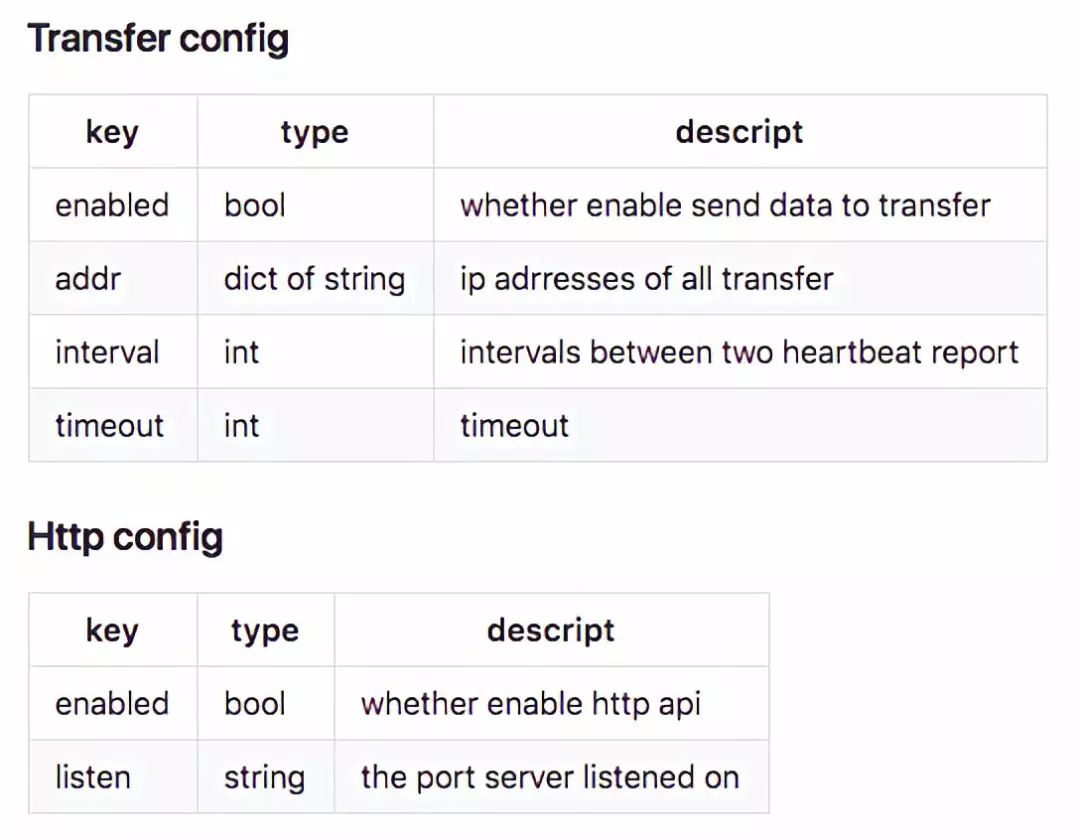 Transfer config
key type descript
enabled bool whether enable send data to transfer
addr dict of string ip adrresses of all transfer
interval int intervals between two heartbeat report
timeout int timeout
Http config
key type descript
enabled bool whether enable http api
listen string the port server listened on